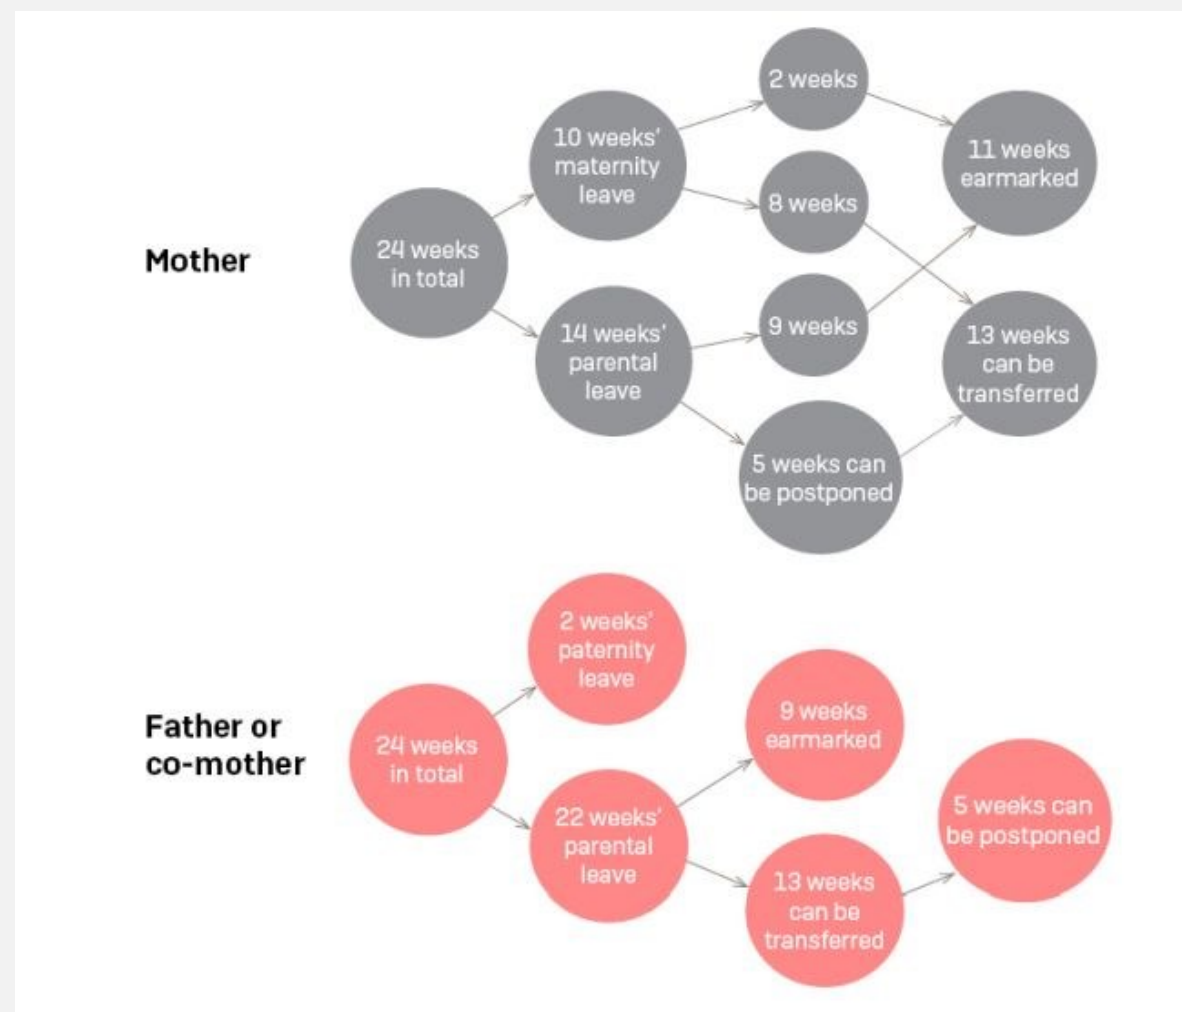 Mother
24 weeks
in total
10 weeks'
maternity
leave
14 weeks'
parental
leave
2 weeks
8 weeks
9 weeks
5 weeks can
be postponed
11 weeks
earmarked
13 weeks
can be
transferred
Father or
co-mother
24 weeks
in total
2 weeks'
paternity
leave
22 weeks'
parental
leave
9 weeks
earmarked
13 weeks
can be
transferred
5 weeks can
be postponed